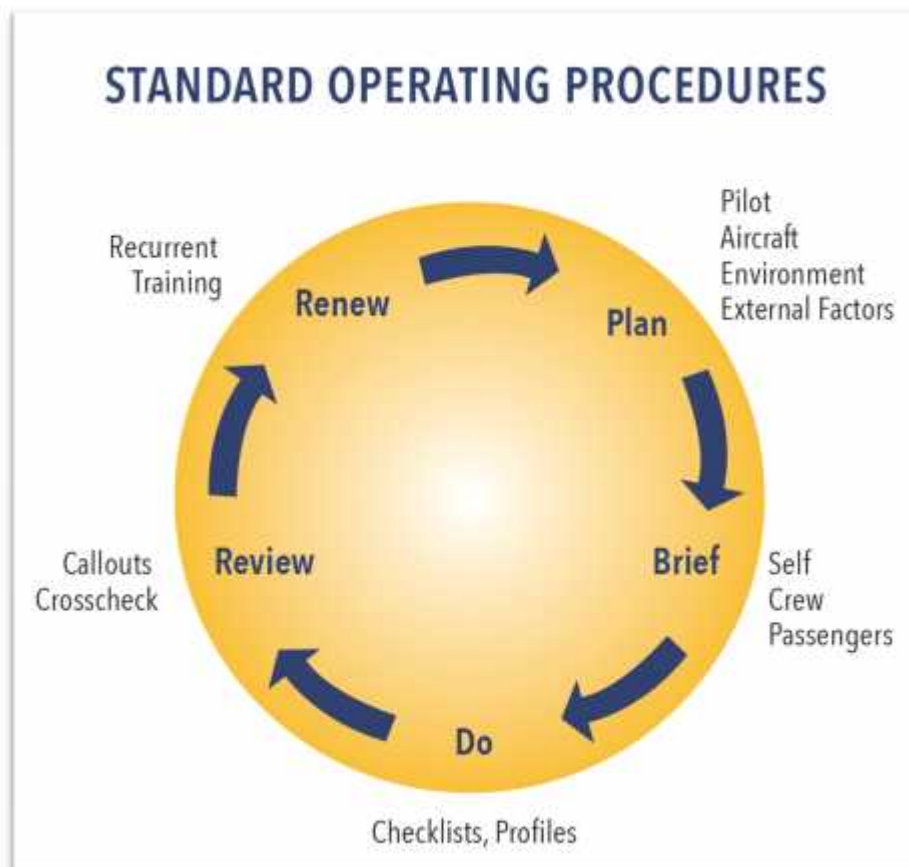 STANDARD OPERATING PROCEDURES
Pilot
Aircraft
Environment
External Factors
Plan
Brief
Self
Crew
Passengers
Do
Checklists, Profiles
Review
Callouts
Crosscheck
Renew
Recurrent
Training